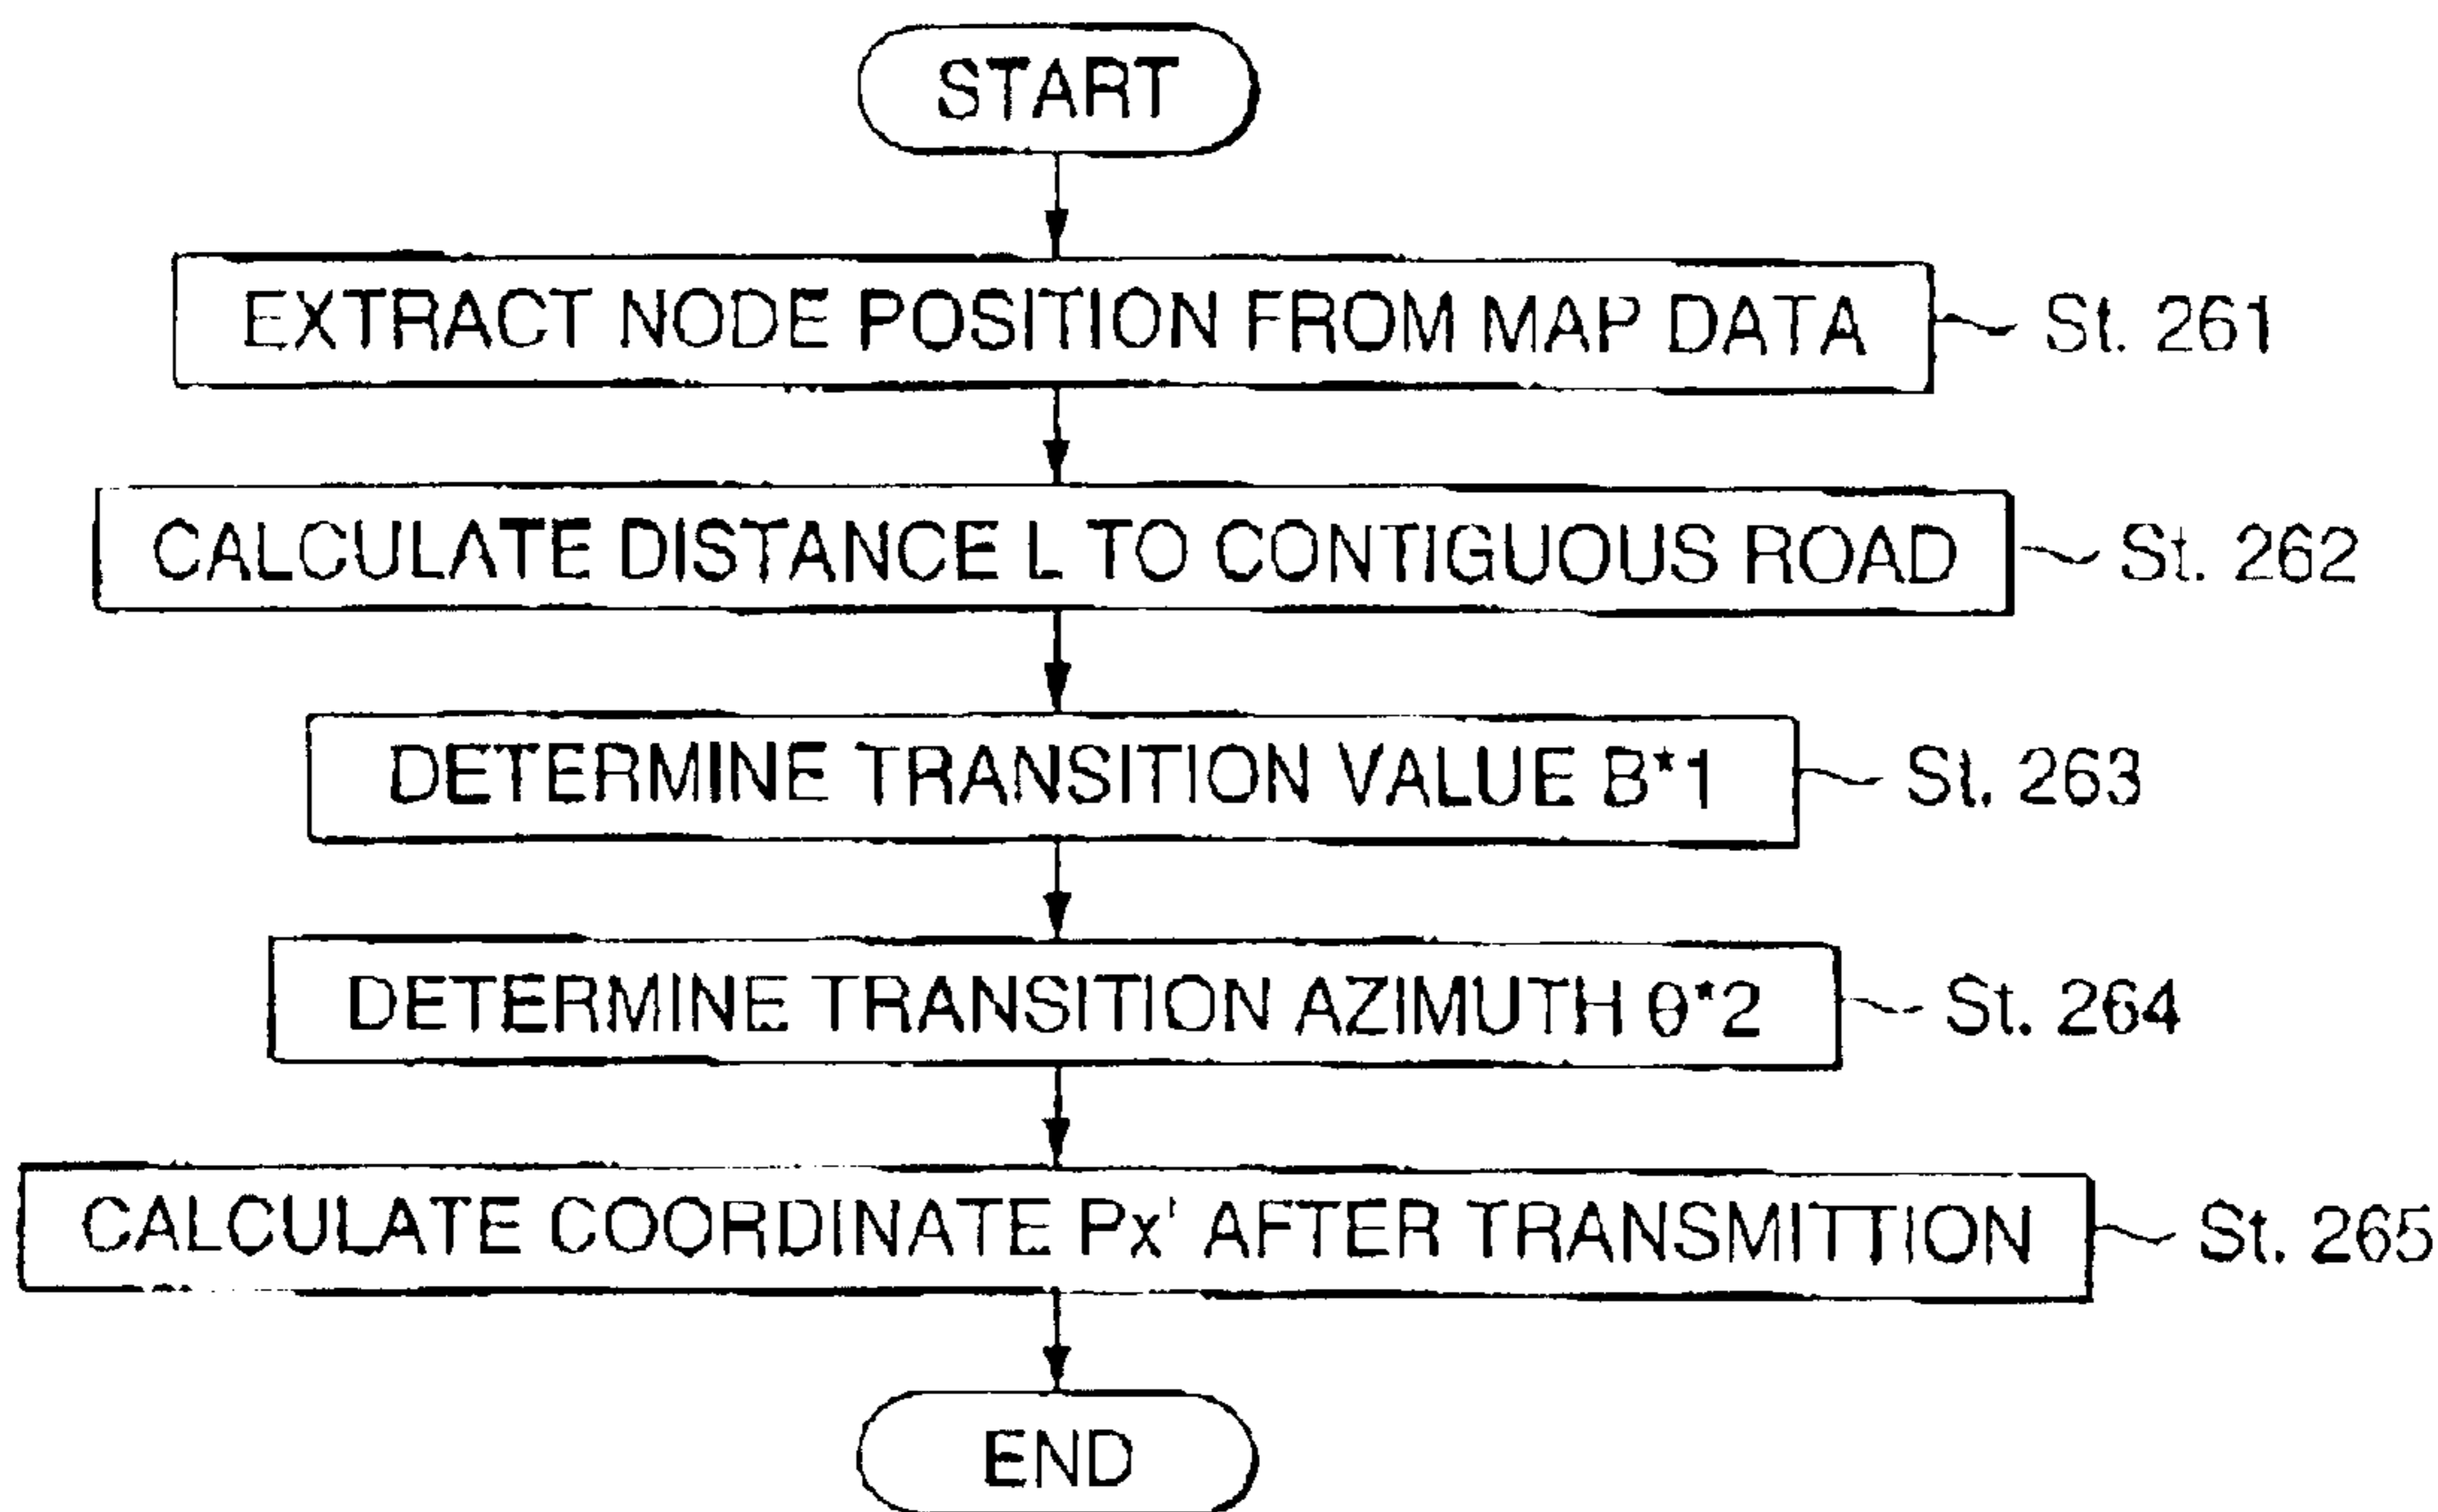 START
EXTRACT NODE POSITION FROM MAP DATA
St. 261
CALCULATE DISTANCE L TO CONTIGUOUS ROAD
St. 262
DETERMINE TRANSITION VALUE B*1
St. 263
DETERMINE TRANSITION AZIMUTH θ*2
St. 264
CALCULATE COORDINATE Px' AFTER TRANSMITTION
St. 265
END